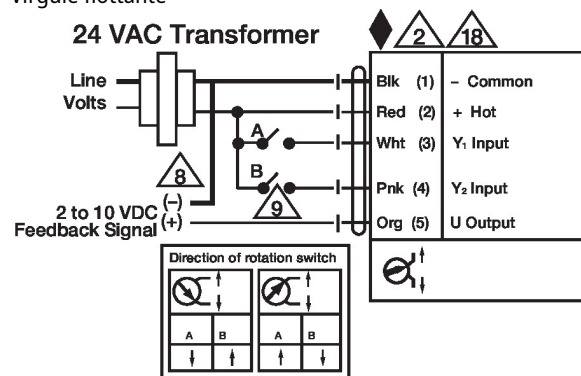 Virgule flottante
24 VAC Transformer
2
18
Line
Volts
Blk (1) – Common
Red (2) + Hot
A
Wht (3) Y₁ Input
B
Pnk (4) Y₂ Input
8
9
2 to 10 VDC (–)
Feedback Signal (+)
Org (5) U Output
Direction of rotation switch
A B A B